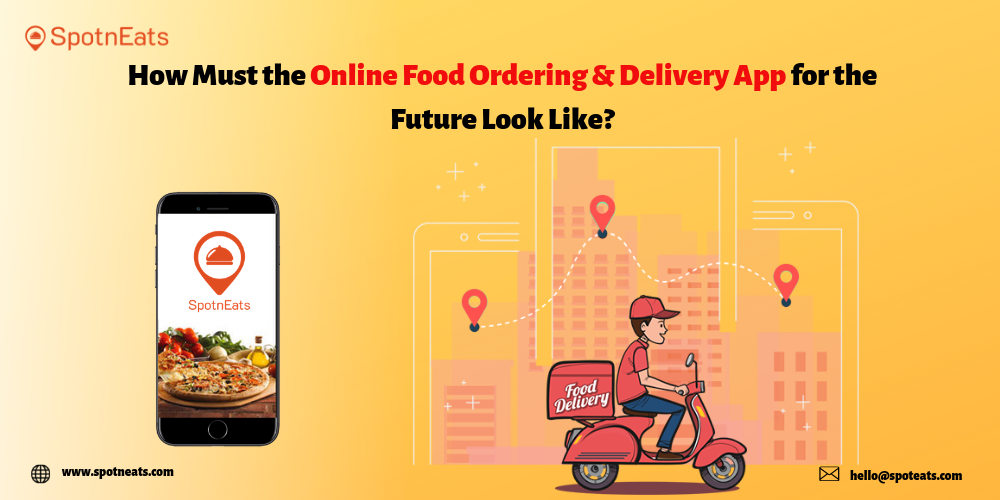 SpotnEats
How Must the Online Food Ordering & Delivery App for the
Future Look Like?
SpotnEats
Food
Delivery
www.spotneats.com
hello@spoteats.com